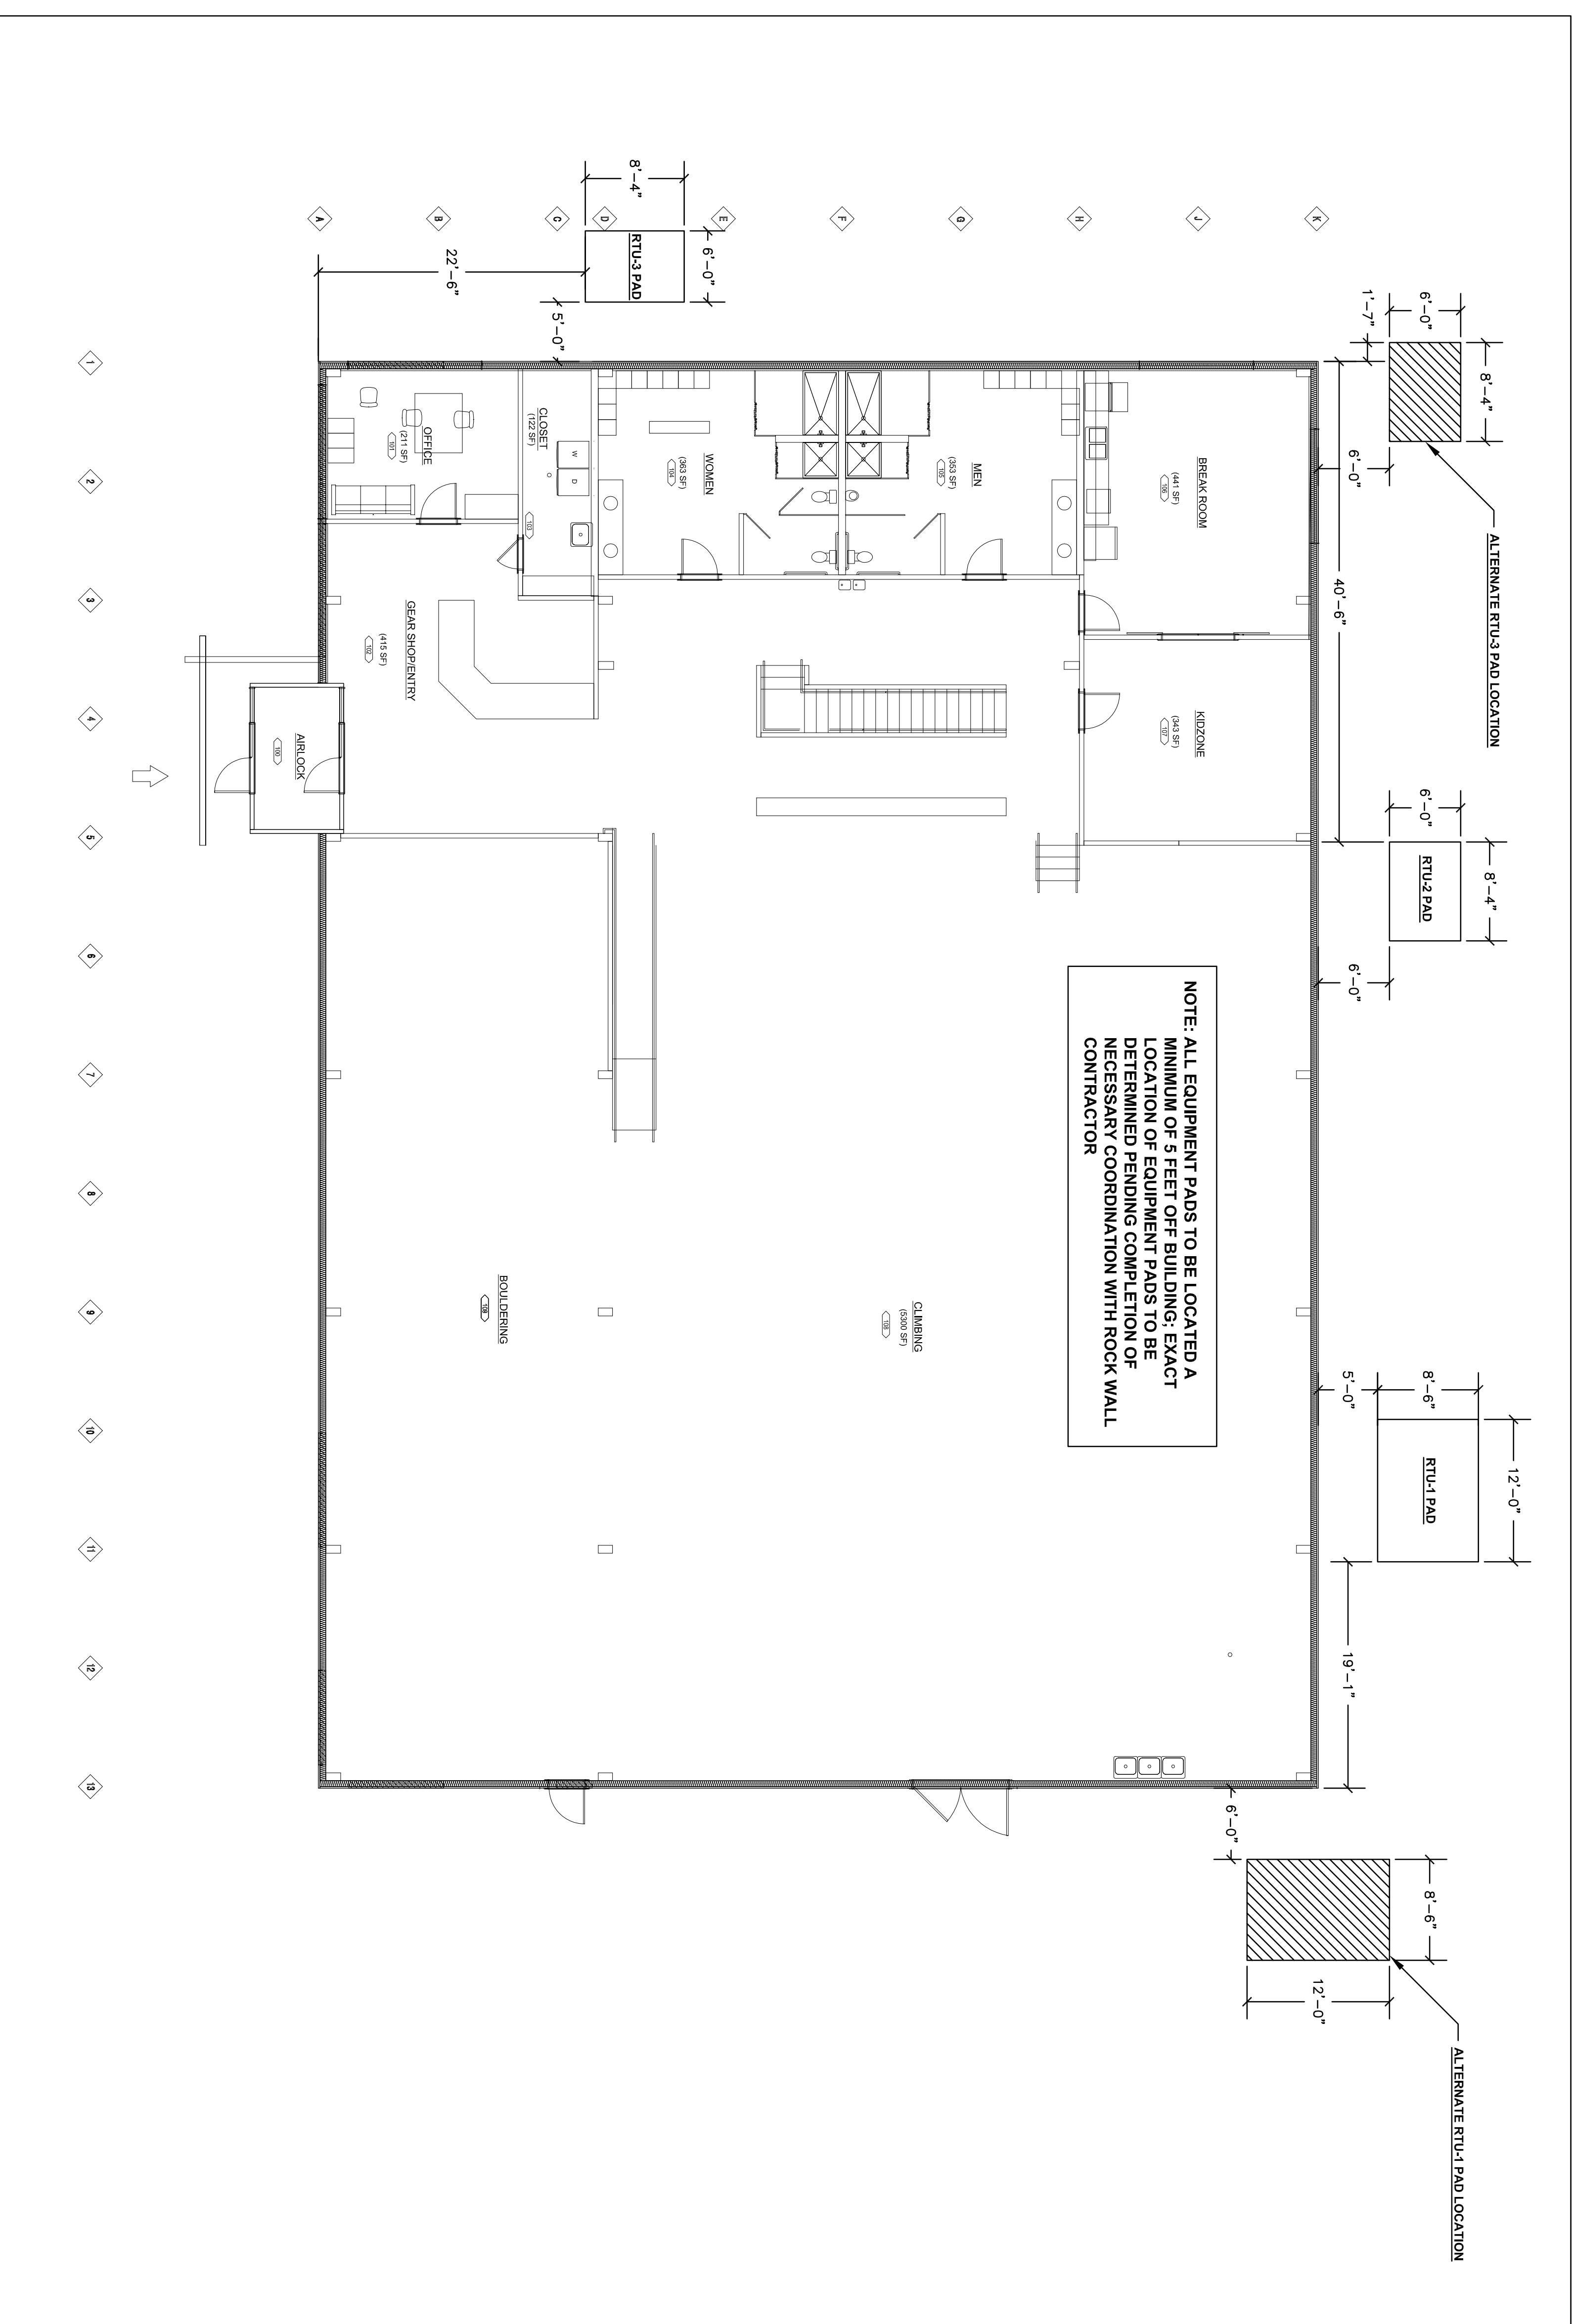 12'-0"
8'-4"
8'-4"
ALTERNATE RTU-3 PAD LOCATION
ALTERNATE RTU-1 PAD LOCATION
6'-0"
6'-0"
RTU-2 PAD
8'-6"
RTU-1 PAD
8'-6"
1'-7"
6'-0"
40'-6"
6'-0"
5'-0"
19'-1"
12'-0"
6'-0"
K
J
H
G
F
E
D
C
B
A
BREAK ROOM
(441 SF)
106
KIDZONE
(343 SF)
107
NOTE: ALL EQUIPMENT PADS TO BE LOCATED A
MINIMUM OF 5 FEET OFF BUILDING; EXACT
LOCATION OF EQUIPMENT PADS TO BE
DETERMINED PENDING COMPLETION OF
NECESSARY COORDINATION WITH ROCK WALL
CONTRACTOR
MEN
(353 SF)
105
CLIMBING
(5300 SF)
108
WOMEN
(363 SF)
104
6'-0"
8'-4"
RTU-3 PAD
5'-0"
22'-6"
W
D
CLOSET
(122 SF)
103
BOULDERING
108
OFFICE
(211 SF)
101
GEAR SHOP/ENTRY
(415 SF)
102
AIRLOCK
100
1
2
3
4
5
6
7
8
9
10
11
12
13